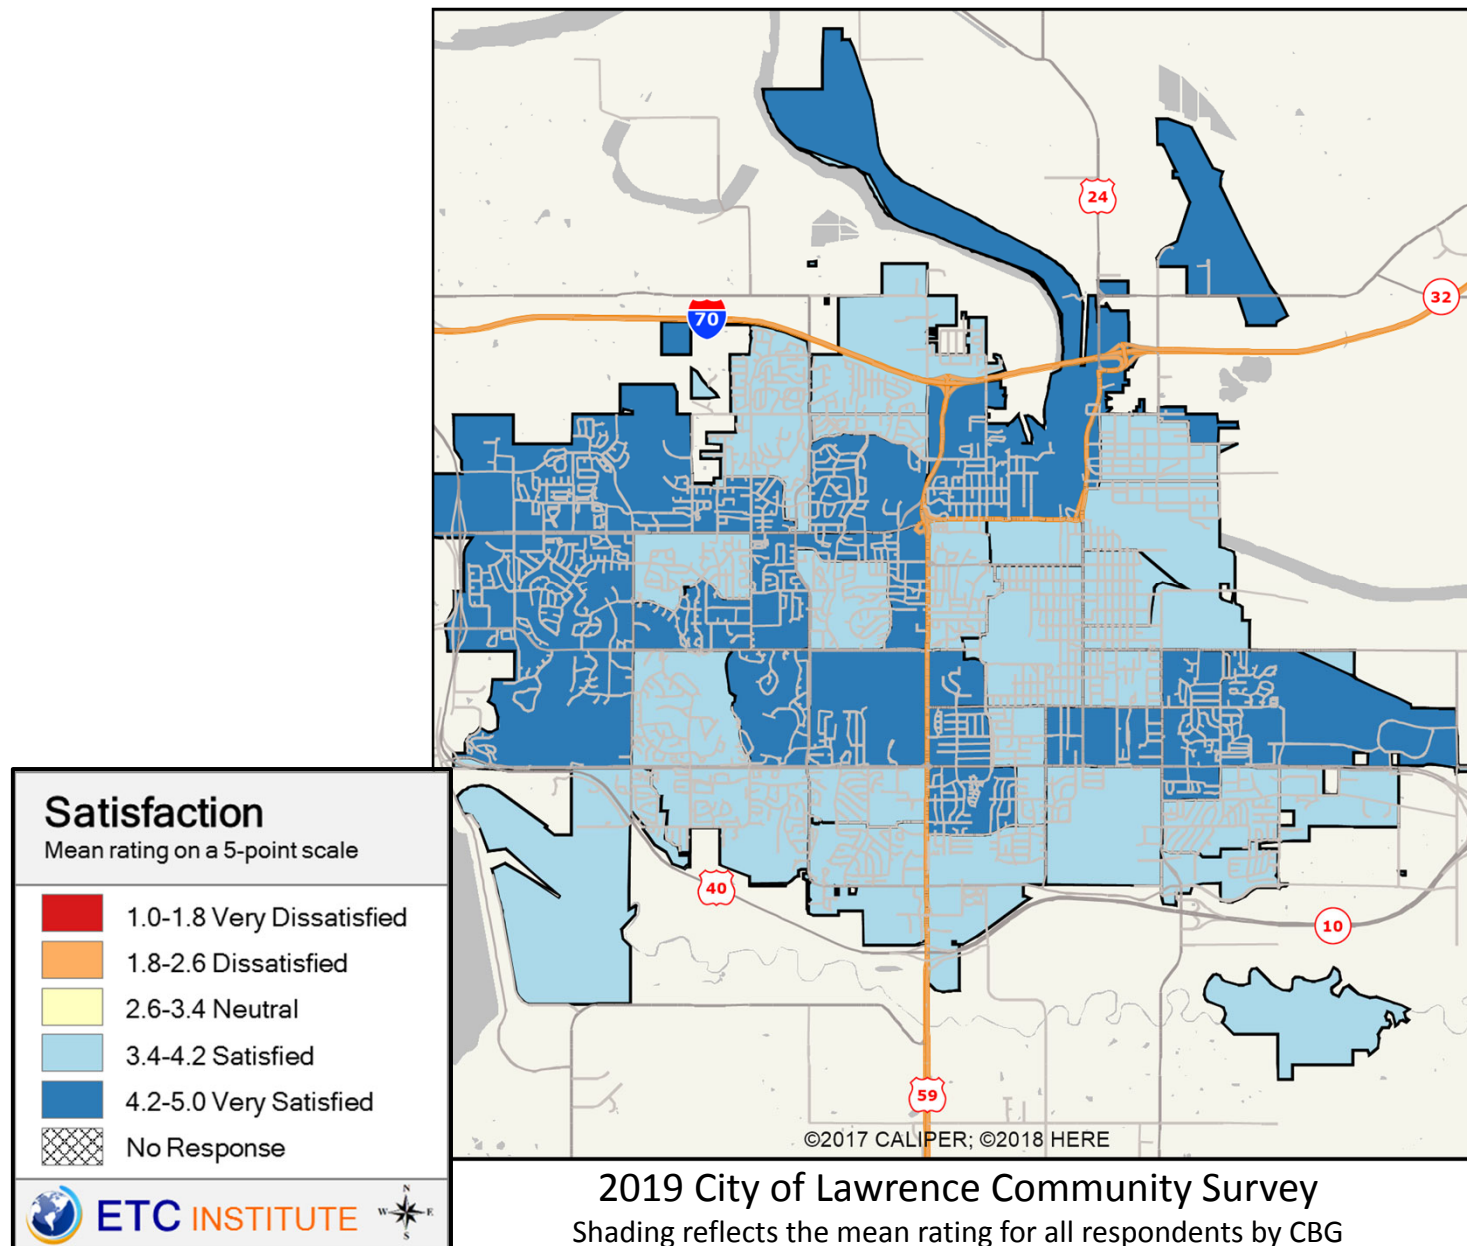 24
32
70
40
10
59
©2017 CALIPER; ©2018 HERE
Satisfaction
Mean rating on a 5-point scale
1.0-1.8 Very Dissatisfied
1.8-2.6 Dissatisfied
2.6-3.4 Neutral
3.4-4.2 Satisfied
4.2-5.0 Very Satisfied
No Response
ETC INSTITUTE
N
W E
S
2019 City of Lawrence Community Survey
Shading reflects the mean rating for all respondents by CBG